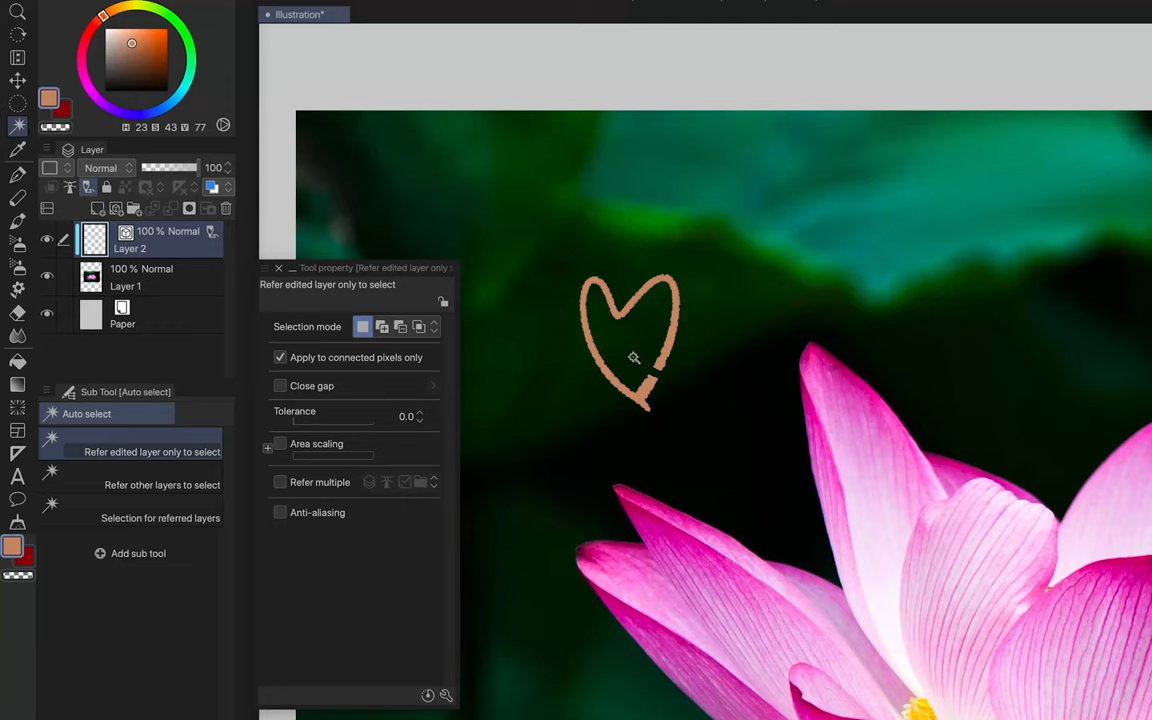 Illustration*
H 23 S 43 V 77
Layer
Normal 100
100 % Normal
Layer 2
100 % Normal
Layer 1
Paper
Sub Tool [Auto select]
Auto select
Refer edited layer only to select
Refer other layers to select
Selection for referred layers
Add sub tool
Tool property [Refer edited layer only t
Refer edited layer only to select
Selection mode
Apply to connected pixels only
Close gap
Tolerance 0.0
Area scaling
Refer multiple
Anti-aliasing
A